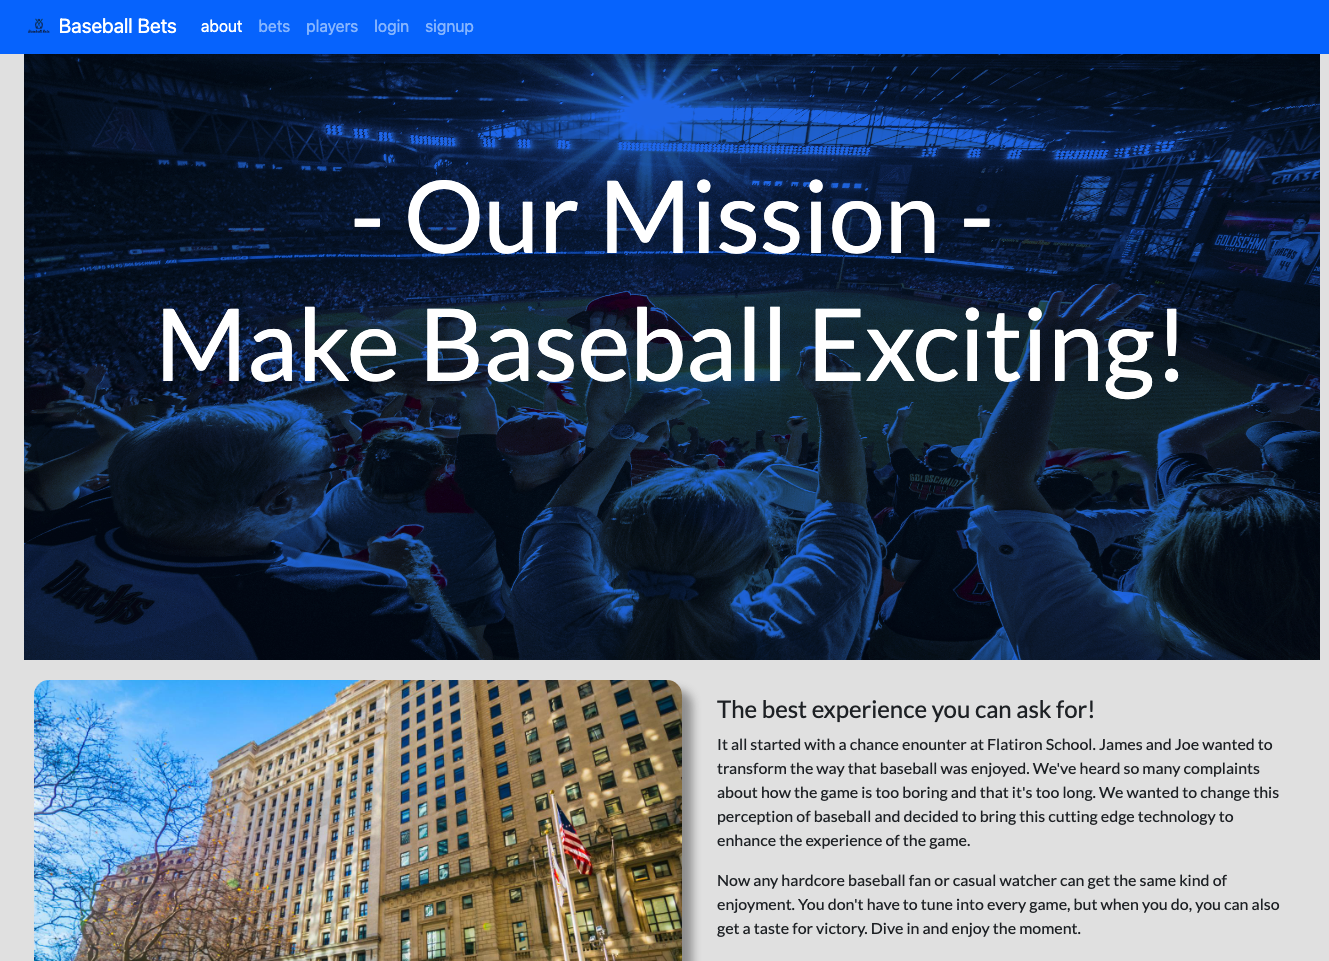 Baseball Bets about bets players login signup
- Our Mission -
Make Baseball Exciting!
CHASE
GOLDSCHMI
44
GOLDSCHMIDT
The best experience you can ask for!
It all started with a chance enounter at Flatiron School. James and Joe wanted to
transform the way that baseball was enjoyed. We've heard so many complaints
about how the game is too boring and that it's too long. We wanted to change this
perception of baseball and decided to bring this cutting edge technology to
enhance the experience of the game.
Now any hardcore baseball fan or casual watcher can get the same kind of
enjoyment. You don't have to tune into every game, but when you do, you can also
get a taste for victory. Dive in and enjoy the moment.